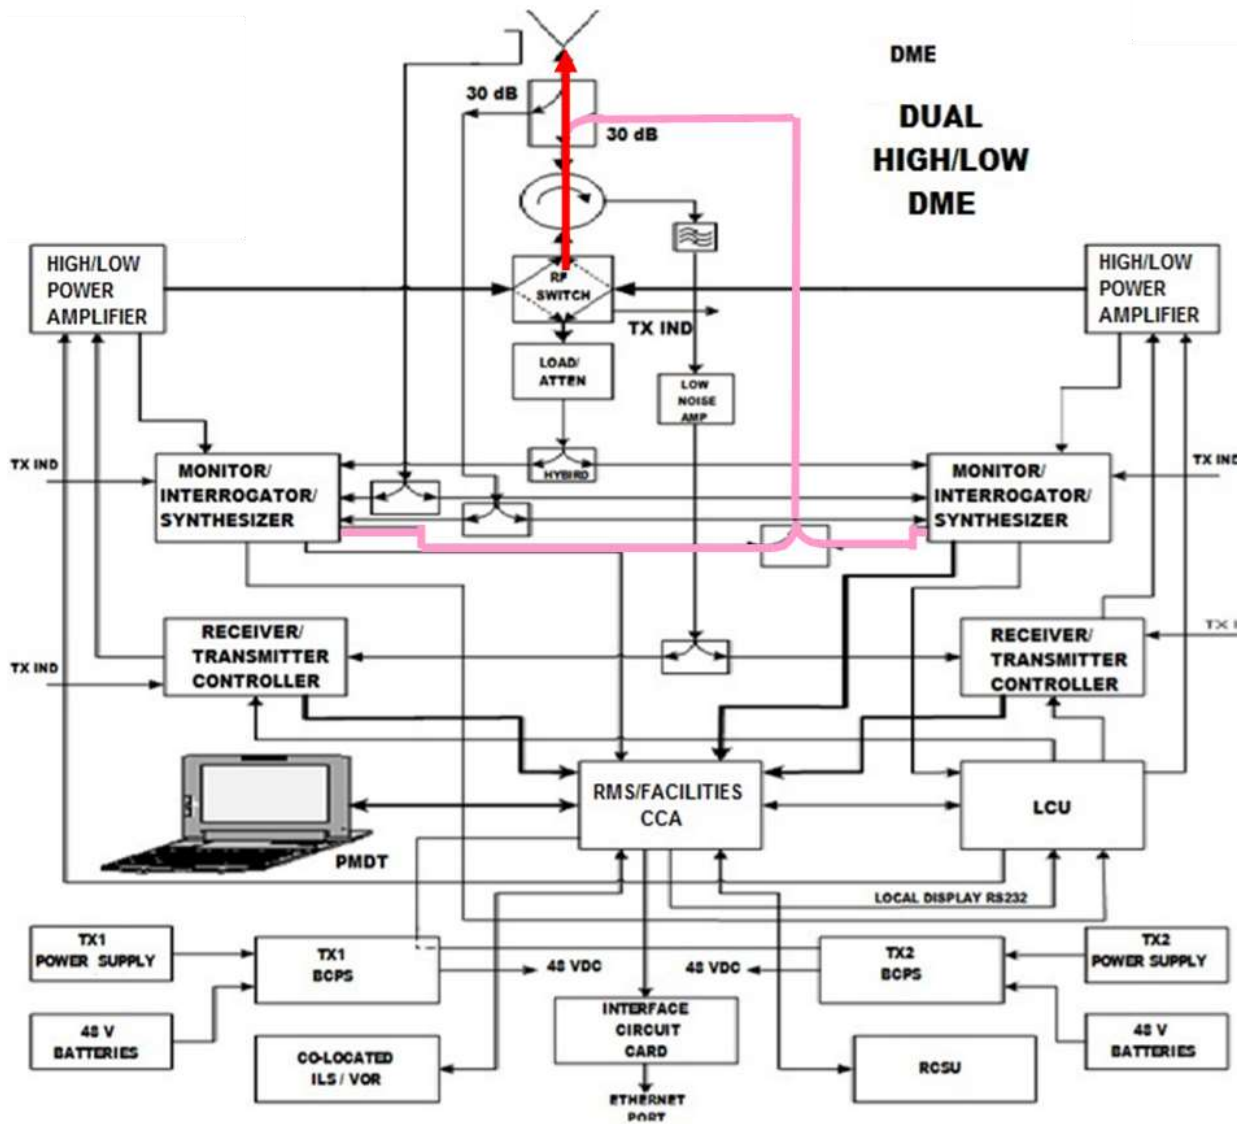 DME
DUAL
HIGH/LOW
DME
30 dB
30 dB
HIGH/LOW
POWER
AMPLIFIER
RF
SWITCH
HIGH/LOW
POWER
AMPLIFIER
TX IND
LOAD/
ATTEN
LOW
NOISE
AMP
HYBIRD
TX IND
MONITOR/
INTERROGATOR/
SYNTHESIZER
MONITOR/
INTERROGATOR/
SYNTHESIZER
TX IND
TX IND
RECEIVER/
TRANSMITTER
CONTROLLER
RECEIVER/
TRANSMITTER
CONTROLLER
TX I
PMDT
RMS/FACILITIES
CCA
LCU
LOCAL DISPLAY RS232
TX1
POWER SUPPLY
TX1
BCPS
48 VDC
48 VDC
TX2
BCPS
TX2
POWER SUPPLY
48 V
BATTERIES
CO-LOCATED
ILS / VOR
INTERFACE
CIRCUIT
CARD
RCSU
48 V
BATTERIES
ETHERNET
PORT